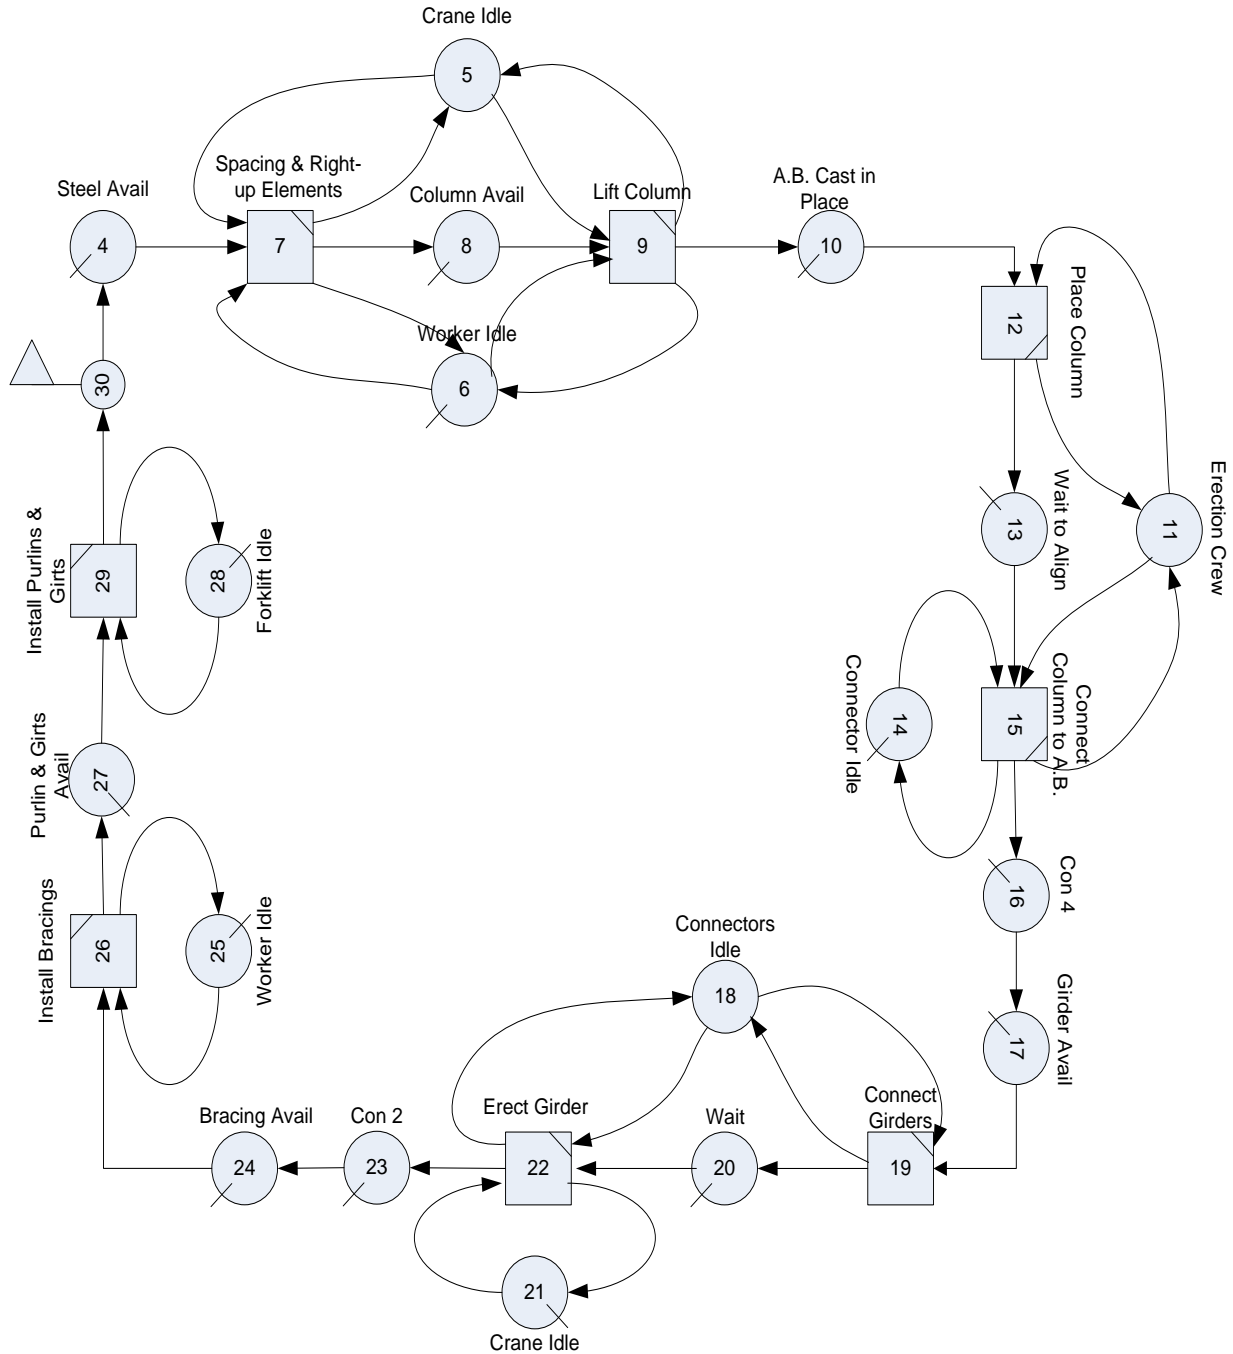 Crane Idle
5
Spacing & Right-
up Elements
Steel Avail
Column Avail
Lift Column
A.B. Cast in
Place
4
7
8
9
10
Worker Idle
6
12
Place Column
30
13
Wait to Align
11
Erection Crew
Install Purlins &
Girts
29
28
Forklift Idle
14
Connector Idle
15
Connect
Column to A.B.
Purlin & Girts
Avail
27
16
Con 4
Install Bracings
26
25
Worker Idle
Connectors
Idle
18
17
Girder Avail
Bracing Avail
Con 2
Erect Girder
Wait
Connect
Girders
24
23
22
20
19
21
Crane Idle